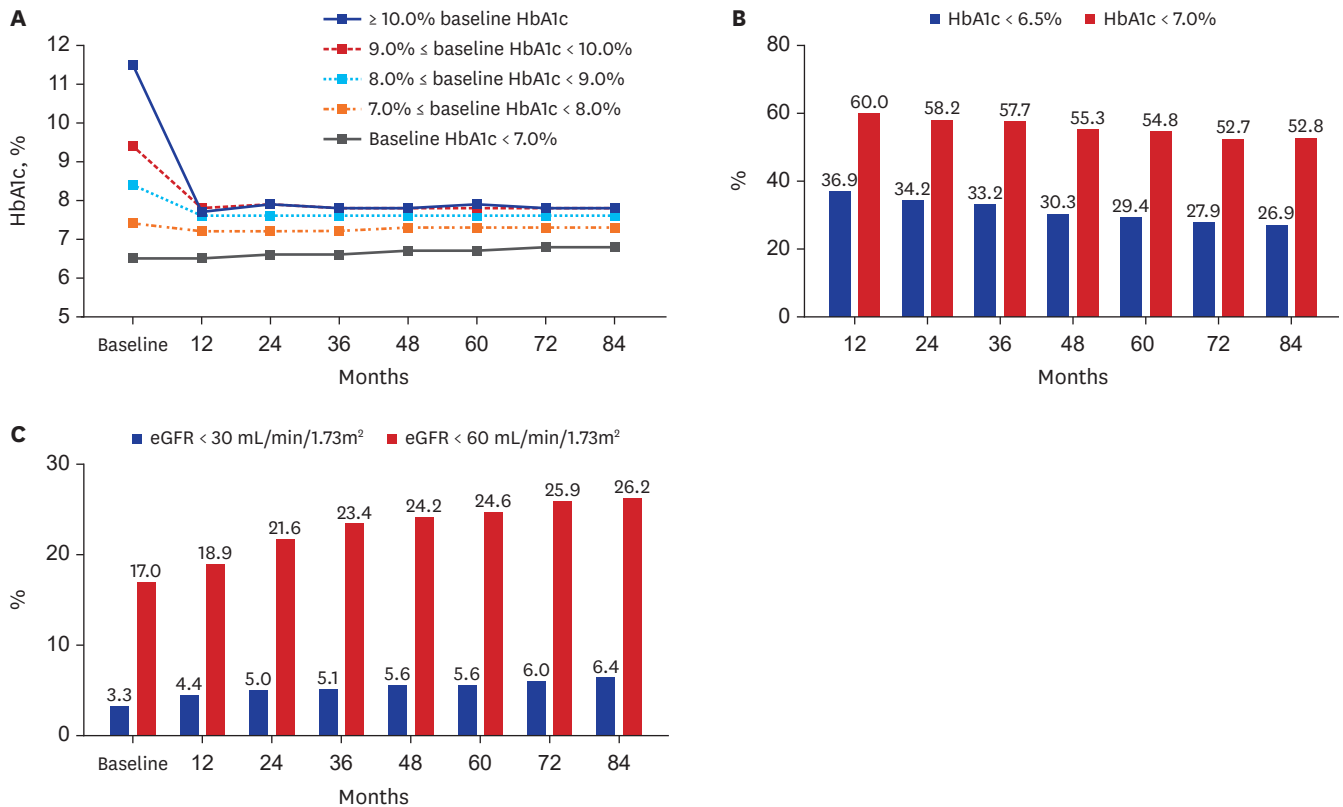 A
≥ 10.0% baseline HbA1c
9.0% ≤ baseline HbA1c < 10.0%
8.0% ≤ baseline HbA1c < 9.0%
7.0% ≤ baseline HbA1c < 8.0%
Baseline HbA1c < 7.0%
HbA1c, %
12
11
10
9
8
7
6
5
Baseline 12 24 36 48 60 72 84
Months
B
HbA1c < 6.5% HbA1c < 7.0%
%
80
60
40
20
0
36.9 60.0 34.2 58.2 33.2 57.7 30.3 55.3 29.4 54.8 27.9 52.7 26.9 52.8
12 24 36 48 60 72 84
Months
C
eGFR < 30 mL/min/1.73m² eGFR < 60 mL/min/1.73m²
%
30
20
10
0
3.3 17.0 4.4 18.9 5.0 21.6 5.1 23.4 5.6 24.2 5.6 24.6 6.0 25.9 6.4 26.2
Baseline 12 24 36 48 60 72 84
Months